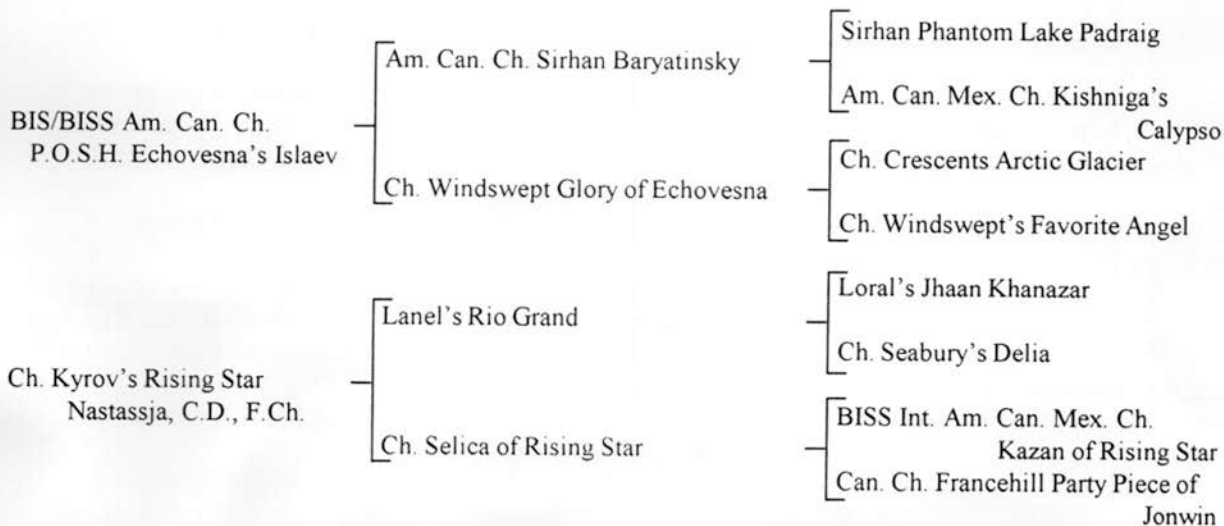 Sirhan Phantom Lake Padraig
Am. Can. Ch. Sirhan Baryatinsky
Am. Can. Mex. Ch. Kishniga's
Calypso
BIS/BISS Am. Can. Ch.
P.O.S.H. Echovesna's Islaev
Ch. Crescents Arctic Glacier
Ch. Windswept Glory of Echovesna
Ch. Windswept's Favorite Angel
Loral's Jhaan Khanazar
Lanel's Rio Grand
Ch. Seabury's Delia
Ch. Kyrov's Rising Star
Nastassja, C.D., F.Ch.
BISS Int. Am. Can. Mex. Ch.
Kazan of Rising Star
Ch. Selica of Rising Star
Can. Ch. Francehill Party Piece of
Jonwin